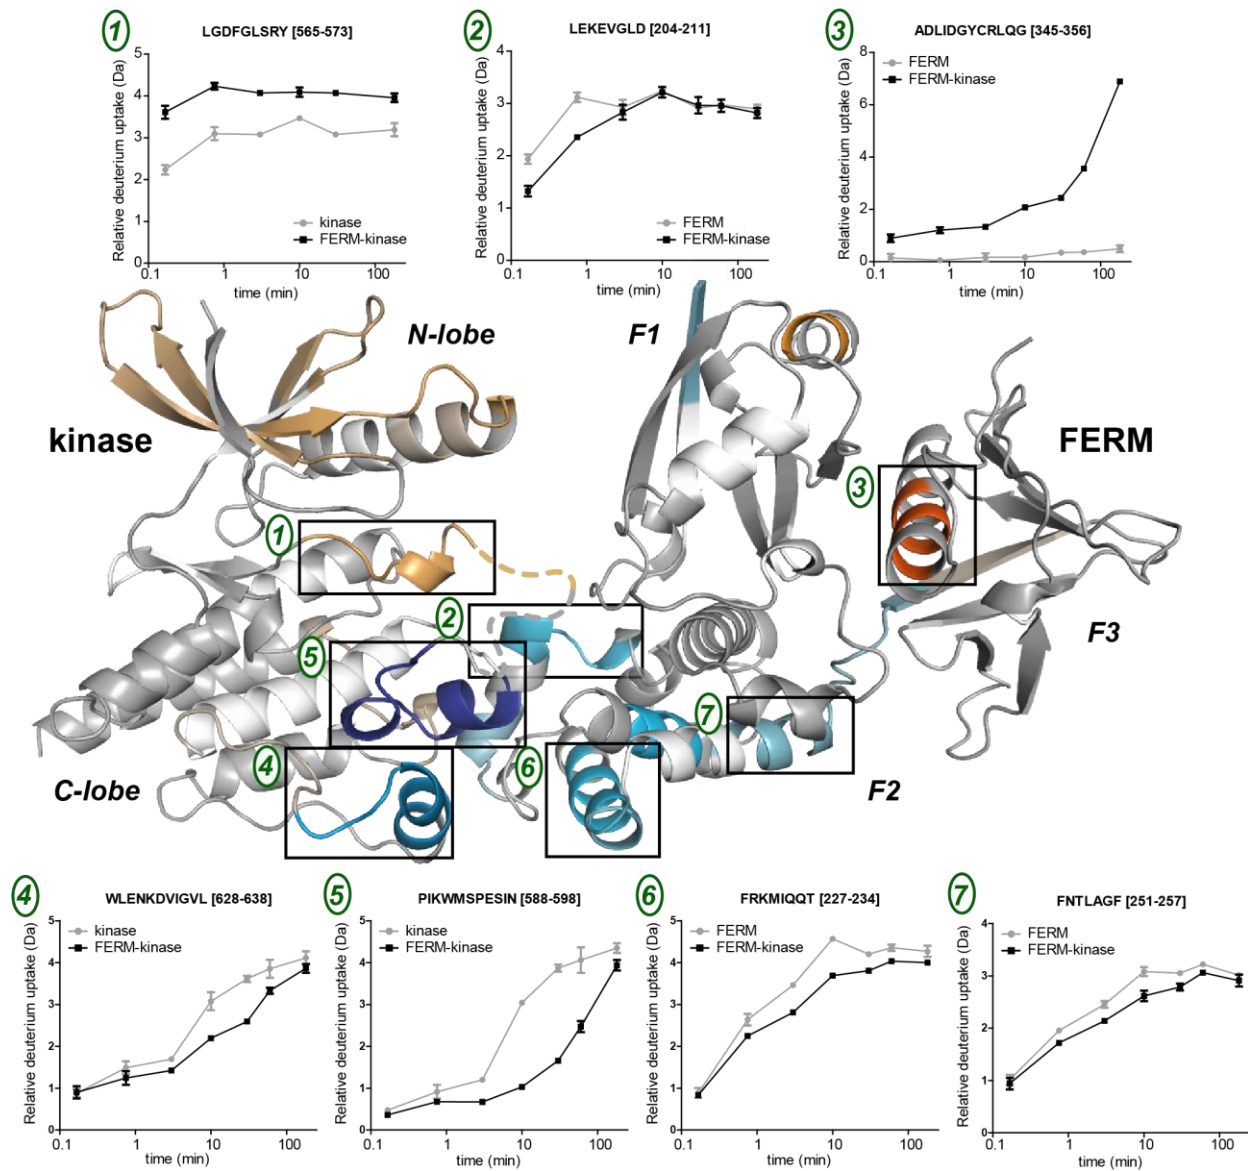 1
LGDFGLSRY [565-573]
Relative deuterium uptake (Da)
5
4
3
2
1
0
kinase
FERM-kinase
0.1
1
10
100
time (min)
2
LEKEVGLD [204-211]
Relative deuterium uptake (Da)
4
3
2
1
0
FERM
FERM-kinase
0.1
1
10
100
time (min)
3
ADLIDGYCRLQG [345-356]
Relative deuterium uptake (Da)
8
6
4
2
0
FERM
FERM-kinase
0.1
1
10
100
time (min)
N-lobe
F1
kinase
FERM
3
1
2
5
F3
7
4
6
C-lobe
F2
4
WLENKDVIGVL [628-638]
Relative deuterium uptake (Da)
5
4
3
2
1
0
kinase
FERM-kinase
0.1
1
10
100
time (min)
5
PIKWMSPESIN [588-598]
Relative deuterium uptake (Da)
5
4
3
2
1
0
kinase
FERM-kinase
0.1
1
10
100
time (min)
6
FRKMIQQT [227-234]
Relative deuterium uptake (Da)
5
4
3
2
1
0
FERM
FERM-kinase
0.1
1
10
100
time (min)
7
FNTLAGF [251-257]
Relative deuterium uptake (Da)
4
3
2
1
0
FERM
FERM-kinase
0.1
1
10
100
time (min)